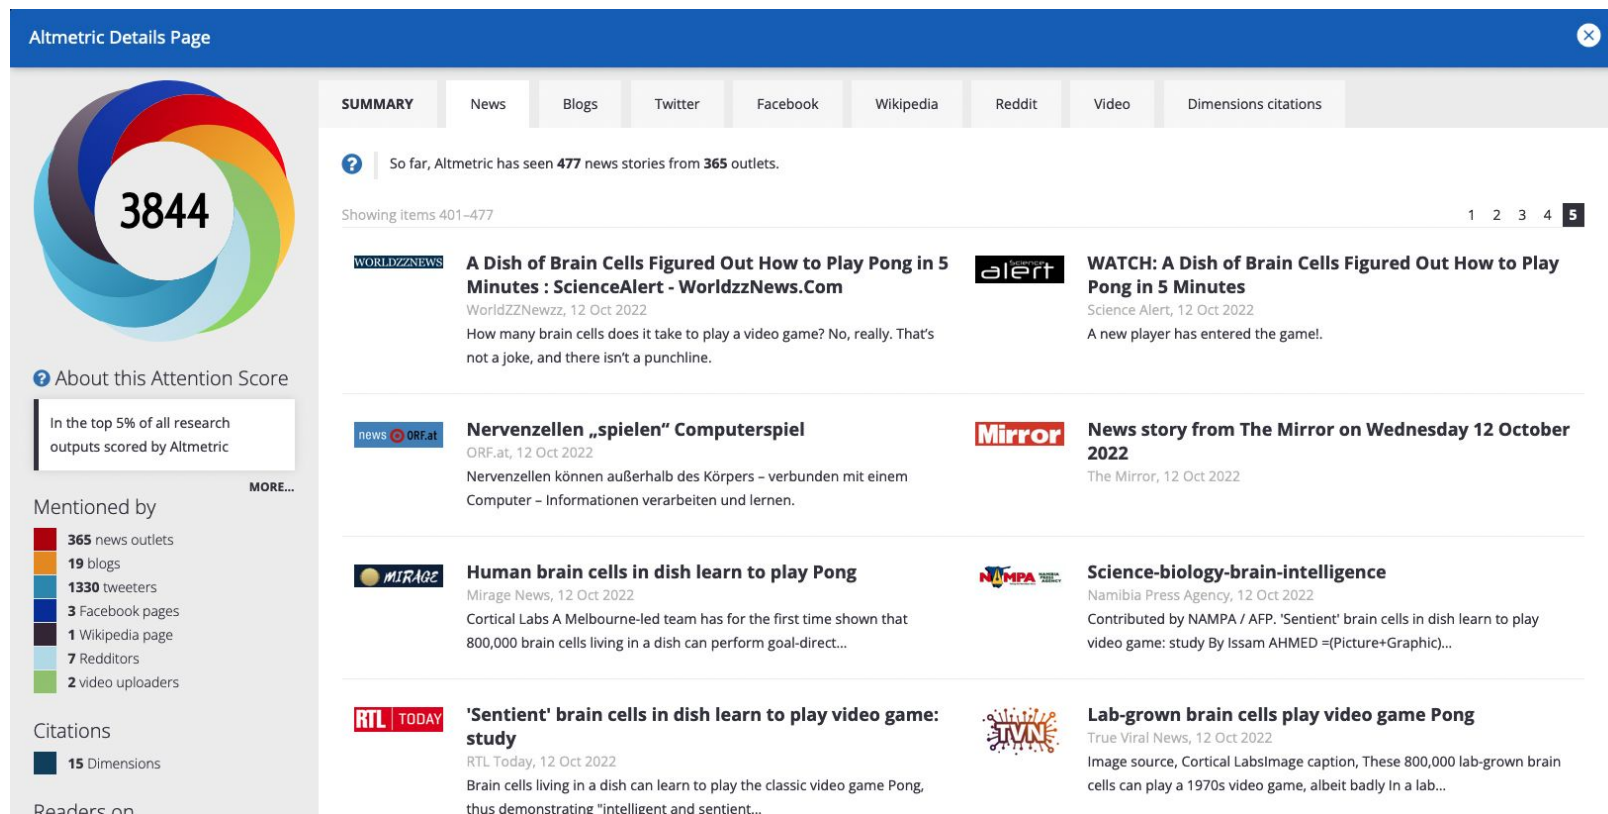 Altmetric Details Page
3844
About this Attention Score
In the top 5% of all research
outputs scored by Altmetric
MORE...
Mentioned by
365 news outlets
19 blogs
1330 tweeters
3 Facebook pages
1 Wikipedia page
7 Redditors
2 video uploaders
Citations
15 Dimensions
Readers on
SUMMARY News Blogs Twitter Facebook Wikipedia Reddit Video Dimensions citations
So far, Altmetric has seen 477 news stories from 365 outlets.
Showing items 401–477
1 2 3 4 5
WORLDZZNEWS
A Dish of Brain Cells Figured Out How to Play Pong in 5
Minutes : ScienceAlert - WorldzzNews.Com
WorldZZNewzz, 12 Oct 2022
How many brain cells does it take to play a video game? No, really. That's
not a joke, and there isn't a punchline.
science
alert
WATCH: A Dish of Brain Cells Figured Out How to Play
Pong in 5 Minutes
Science Alert, 12 Oct 2022
A new player has entered the game!.
news ORF.at
Nervenzellen „spielen“ Computerspiel
ORF.at, 12 Oct 2022
Nervenzellen können außerhalb des Körpers – verbunden mit einem
Computer – Informationen verarbeiten und lernen.
Mirror
News story from The Mirror on Wednesday 12 October
2022
The Mirror, 12 Oct 2022
MIRAGE
Human brain cells in dish learn to play Pong
Mirage News, 12 Oct 2022
Cortical Labs A Melbourne-led team has for the first time shown that
800,000 brain cells living in a dish can perform goal-direct...
NAMPA
Science-biology-brain-intelligence
Namibia Press Agency, 12 Oct 2022
Contributed by NAMPA / AFP. 'Sentient' brain cells in dish learn to play
video game: study By Issam AHMED =(Picture+Graphic)...
RTL TODAY
'Sentient' brain cells in dish learn to play video game:
study
RTL Today, 12 Oct 2022
Brain cells living in a dish can learn to play the classic video game Pong,
thus demonstrating "intelligent and sentient...
TVN
Lab-grown brain cells play video game Pong
True Viral News, 12 Oct 2022
Image source, Cortical LabsImage caption, These 800,000 lab-grown brain
cells can play a 1970s video game, albeit badly In a lab...